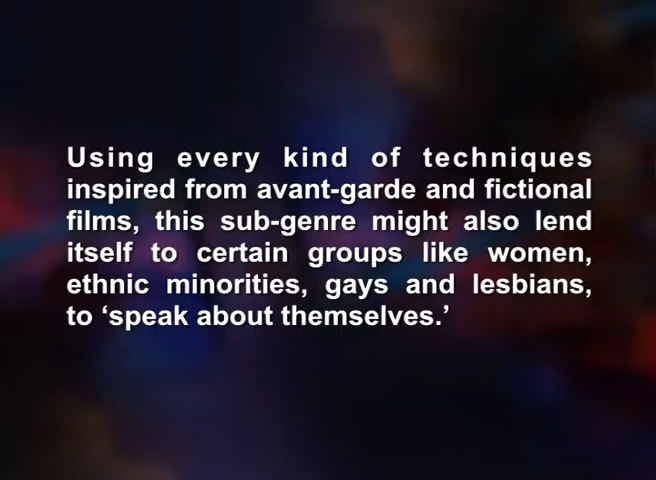 Using every kind of techniques
inspired from avant-garde and fictional
films, this sub-genre might also lend
itself to certain groups like women,
ethnic minorities, gays and lesbians,
to ‘speak about themselves.’